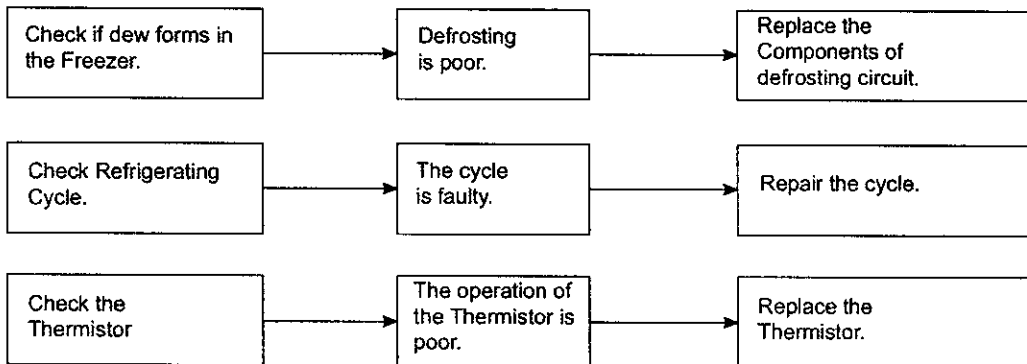 Check if dew forms in
the Freezer.
Defrosting
is poor.
Replace the
Components of
defrosting circuit.
Check Refrigerating
Cycle.
The cycle
is faulty.
Repair the cycle.
Check the
Thermistor
The operation of
the Thermistor is
poor.
Replace the
Thermistor.